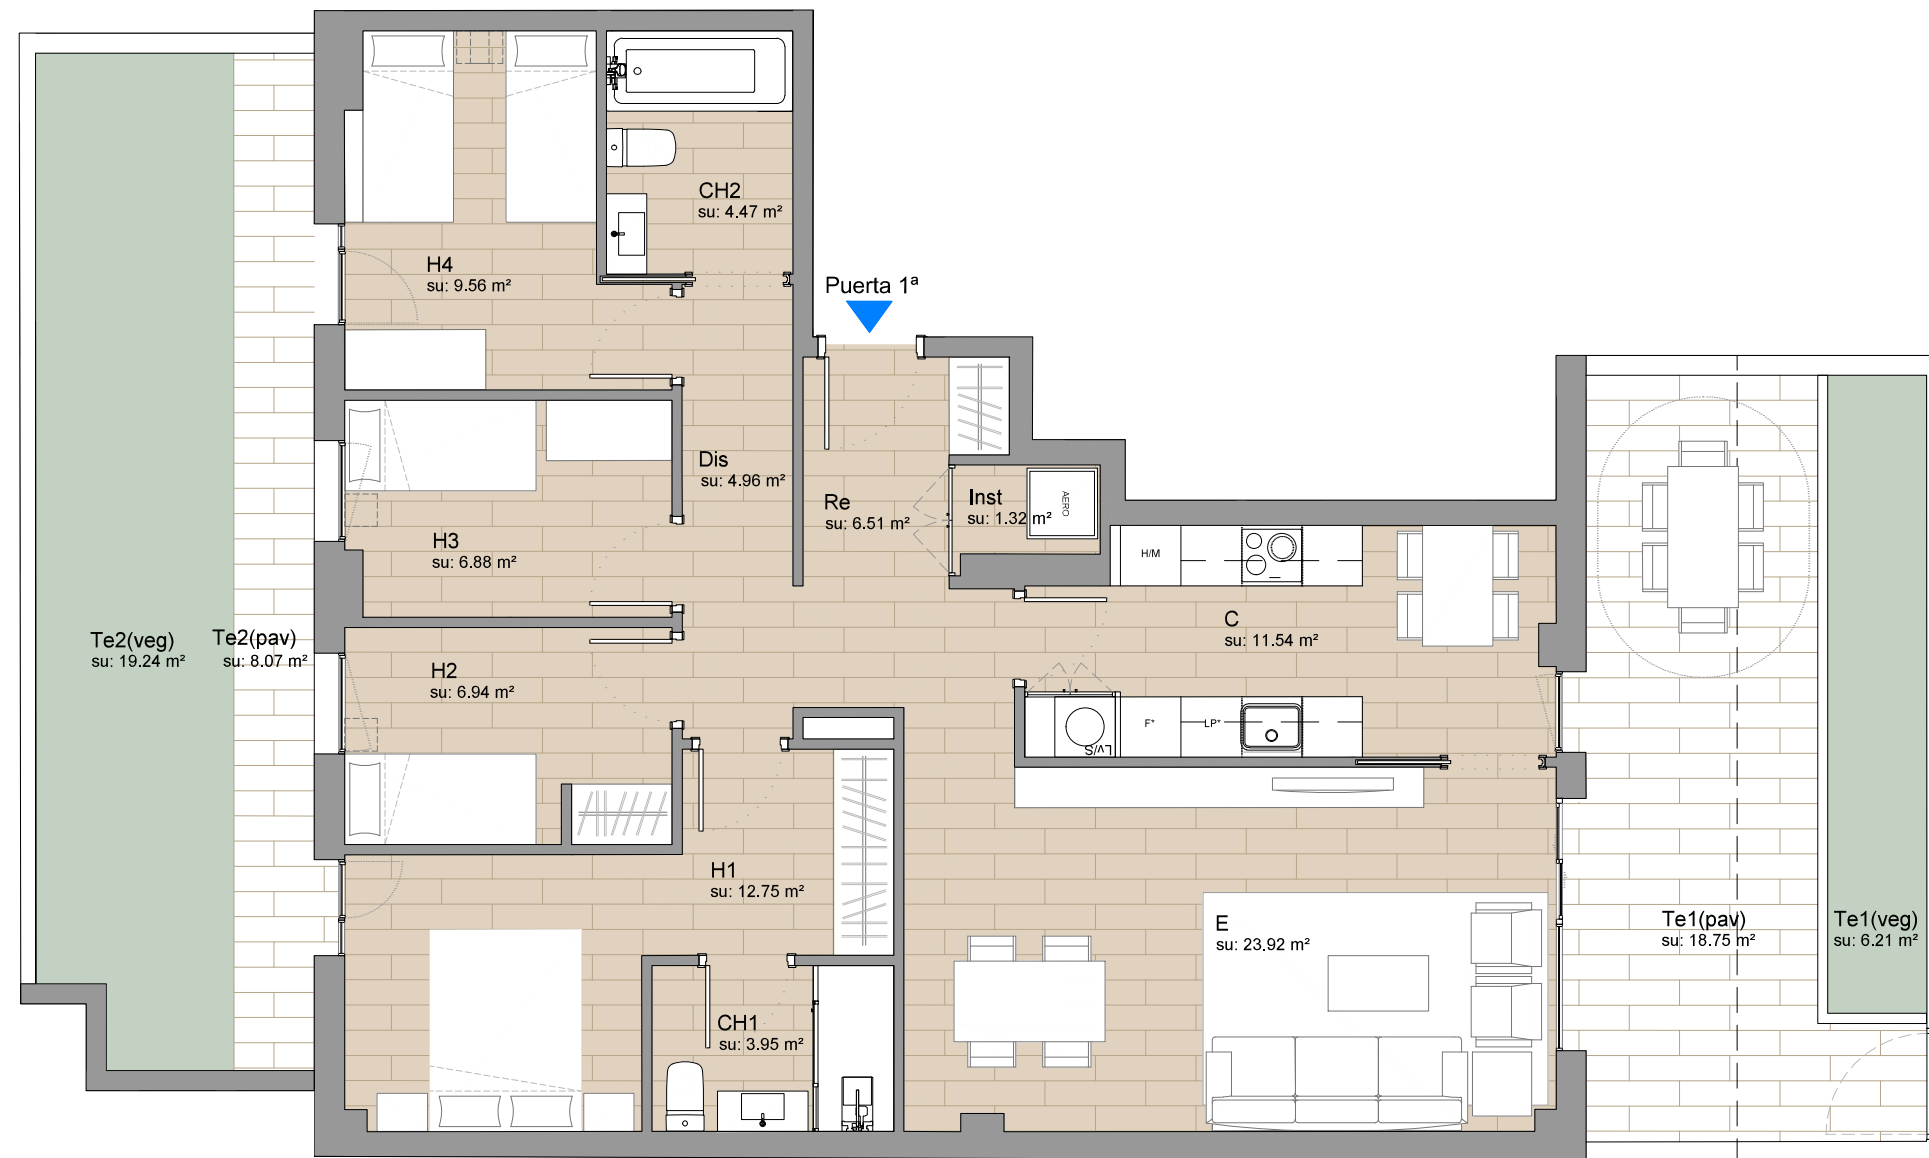 CH2
su: 4.47 m²
H4
su: 9.56 m²
Puerta 1ª
Dis
su: 4.96 m²
Re
su: 6.51 m²
Inst
su: 1.32 m²
AERO
H3
su: 6.88 m²
H/M
C
su: 11.54 m²
Te2(veg)
su: 19.24 m²
Te2(pav)
su: 8.07 m²
H2
su: 6.94 m²
Lv/S
F*
LP*
H1
su: 12.75 m²
E
su: 23.92 m²
Te1(pav)
su: 18.75 m²
Te1(veg)
su: 6.21 m²
CH1
su: 3.95 m²